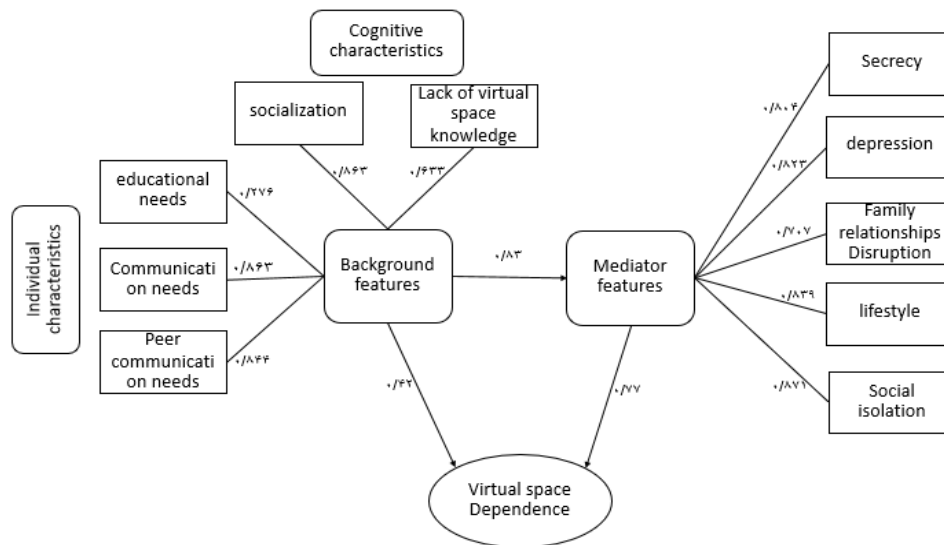 Cognitive
characteristics
socialization
Lack of virtual
space
knowledge
۰/۸۶۳
۰/۶۳۳
educational
needs
۰/۲۷۶
Communicati
on needs
۰/۸۶۳
Peer
communicati
on needs
۰/۸۴۴
Individual
characteristics
Background
features
۰/۸۳
Mediator
features
Secrecy
۰/۸۰۴
depression
۰/۸۲۳
Family
relationships
Disruption
۰/۷۰۷
lifestyle
۰/۸۳۹
Social
isolation
۰/۸۷۱
۰/۴۲
۰/۷۷
Virtual space
Dependence